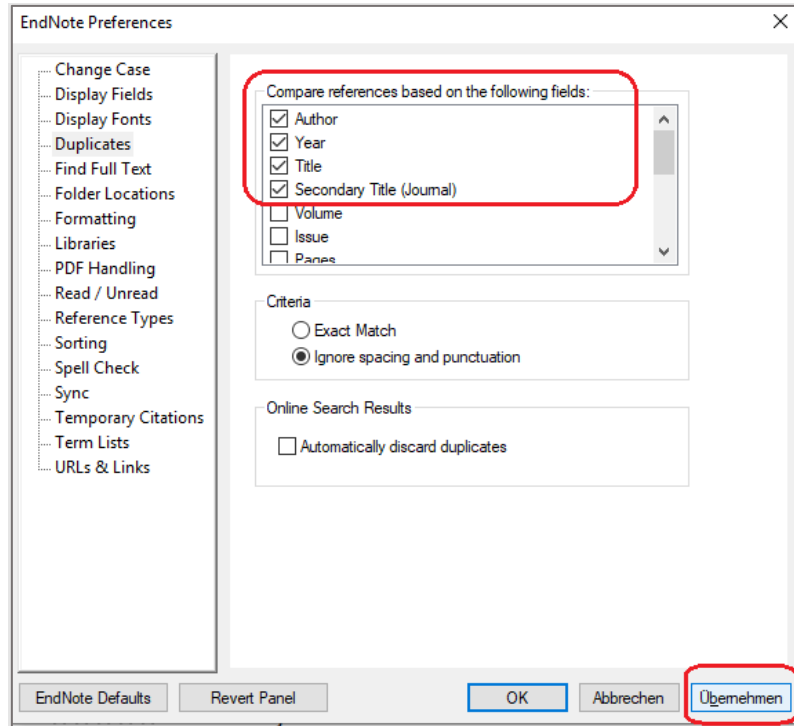 EndNote Preferences
Change Case
Display Fields
Display Fonts
Duplicates
Find Full Text
Folder Locations
Formatting
Libraries
PDF Handling
Read / Unread
Reference Types
Sorting
Spell Check
Sync
Temporary Citations
Term Lists
URLs & Links
Compare references based on the following fields:
Author
Year
Title
Secondary Title (Journal)
Volume
Issue
Pages
Criteria
Exact Match
Ignore spacing and punctuation
Online Search Results
Automatically discard duplicates
EndNote Defaults
Revert Panel
OK
Abbrechen
Übernehmen